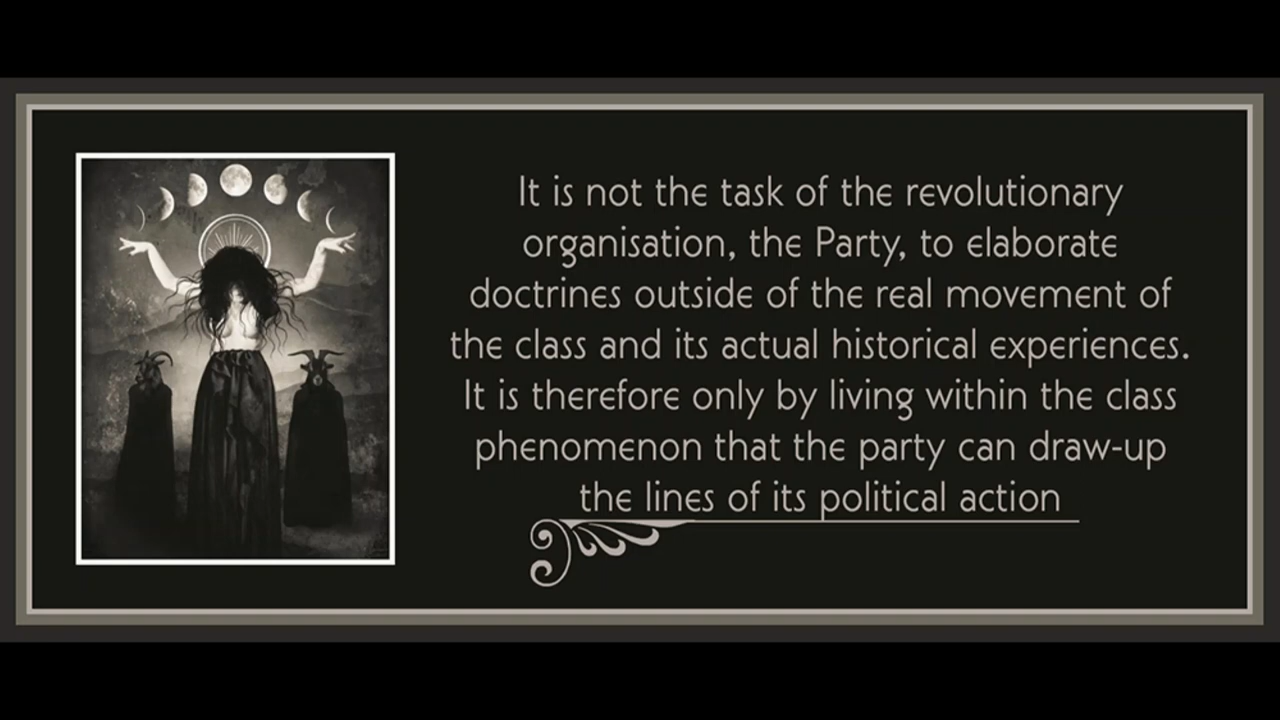 It is not the task of the revolutionary
organisation, the Party, to elaborate
doctrines outside of the real movement of
the class and its actual historical experiences.
It is therefore only by living within the class
phenomenon that the party can draw-up
the lines of its political action